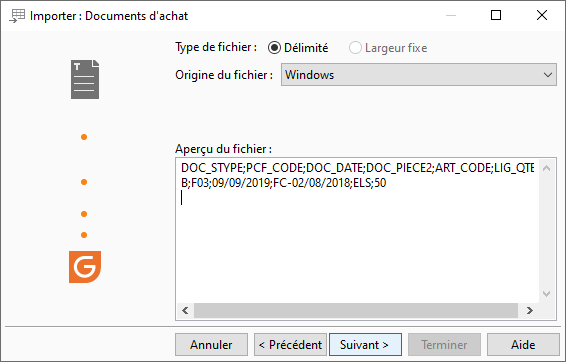 Importer : Documents d'achat
Type de fichier : Délimité Largeur fixe
Origine du fichier : Windows
T
Aperçu du fichier :
DOC_STYPE;PCF_CODE;DOC_DATE;DOC_PIECE2;ART_CODE;LIG_QTE
B;F03;09/09/2019;FC-02/08/2018;ELS;50
G
Annuler < Précédent Suivant > Terminer Aide